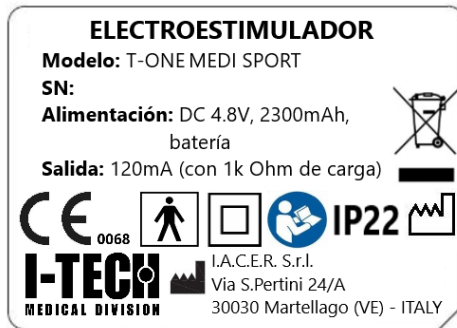 ELECTROESTIMULADOR
Modelo: T-ONE MEDI SPORT
SN:
Alimentación: DC 4.8V, 2300mAh,
batería
Salida: 120mA (con 1k Ohm de carga)
CE 0068 IP22
I-TECH
MEDICAL DIVISION
I.A.C.E.R. S.r.l.
Via S.Pertini 24/A
30030 Martellago (VE) - ITALY